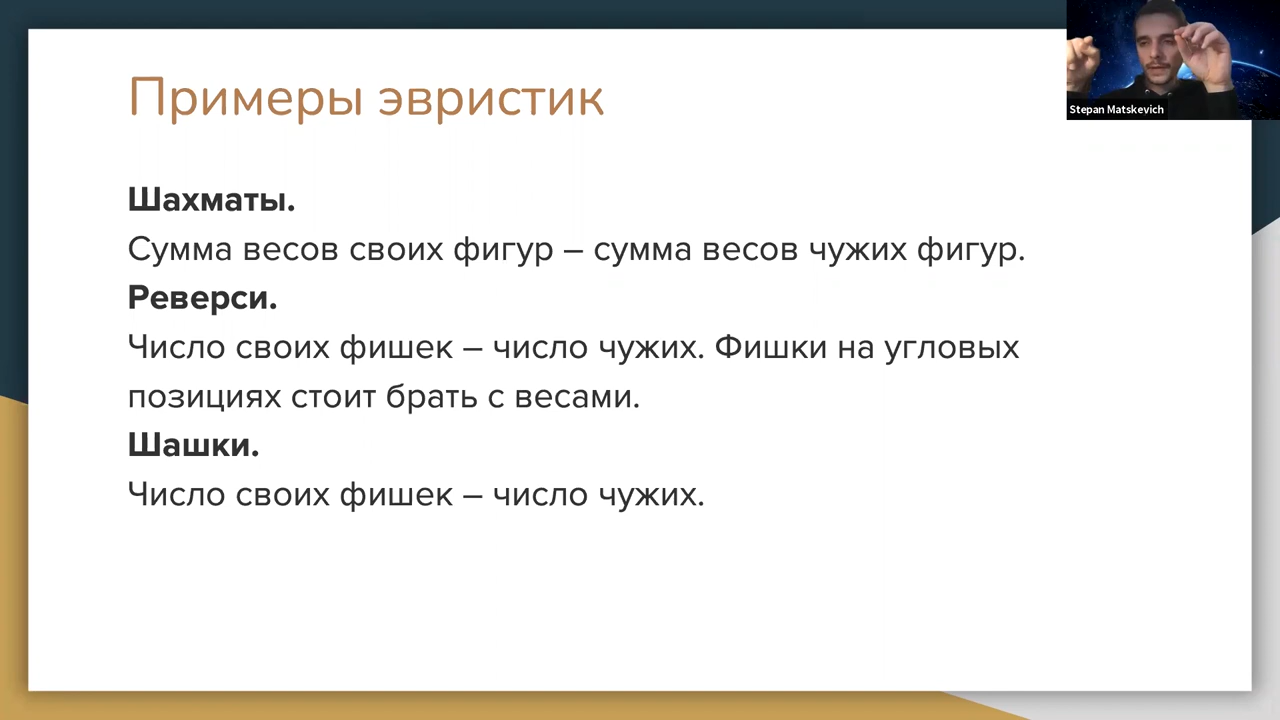 Примеры эвристик
Stepan Matskevich
Шахматы.
Сумма весов своих фигур – сумма весов чужих фигур.
Реверси.
Число своих фишек – число чужих. Фишки на угловых
позициях стоит брать с весами.
Шашки.
Число своих фишек – число чужих.